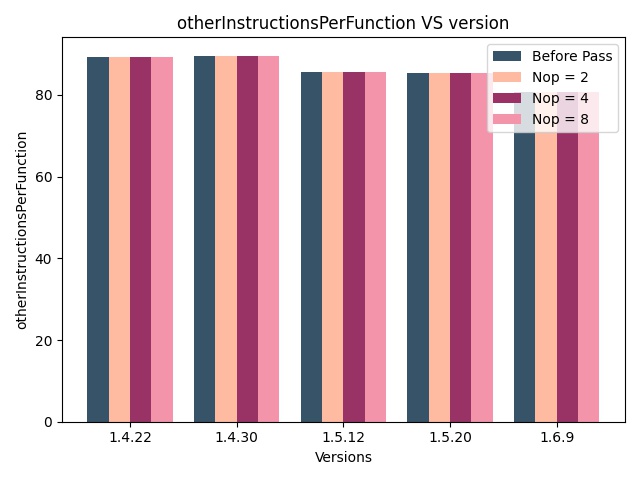 otherInstructionsPerFunction VS version
Before Pass
Nop = 2
Nop = 4
Nop = 8
otherInstructionsPerFunction
80
60
40
20
0
1.4.22 1.4.30 1.5.12 1.5.20 1.6.9
Versions